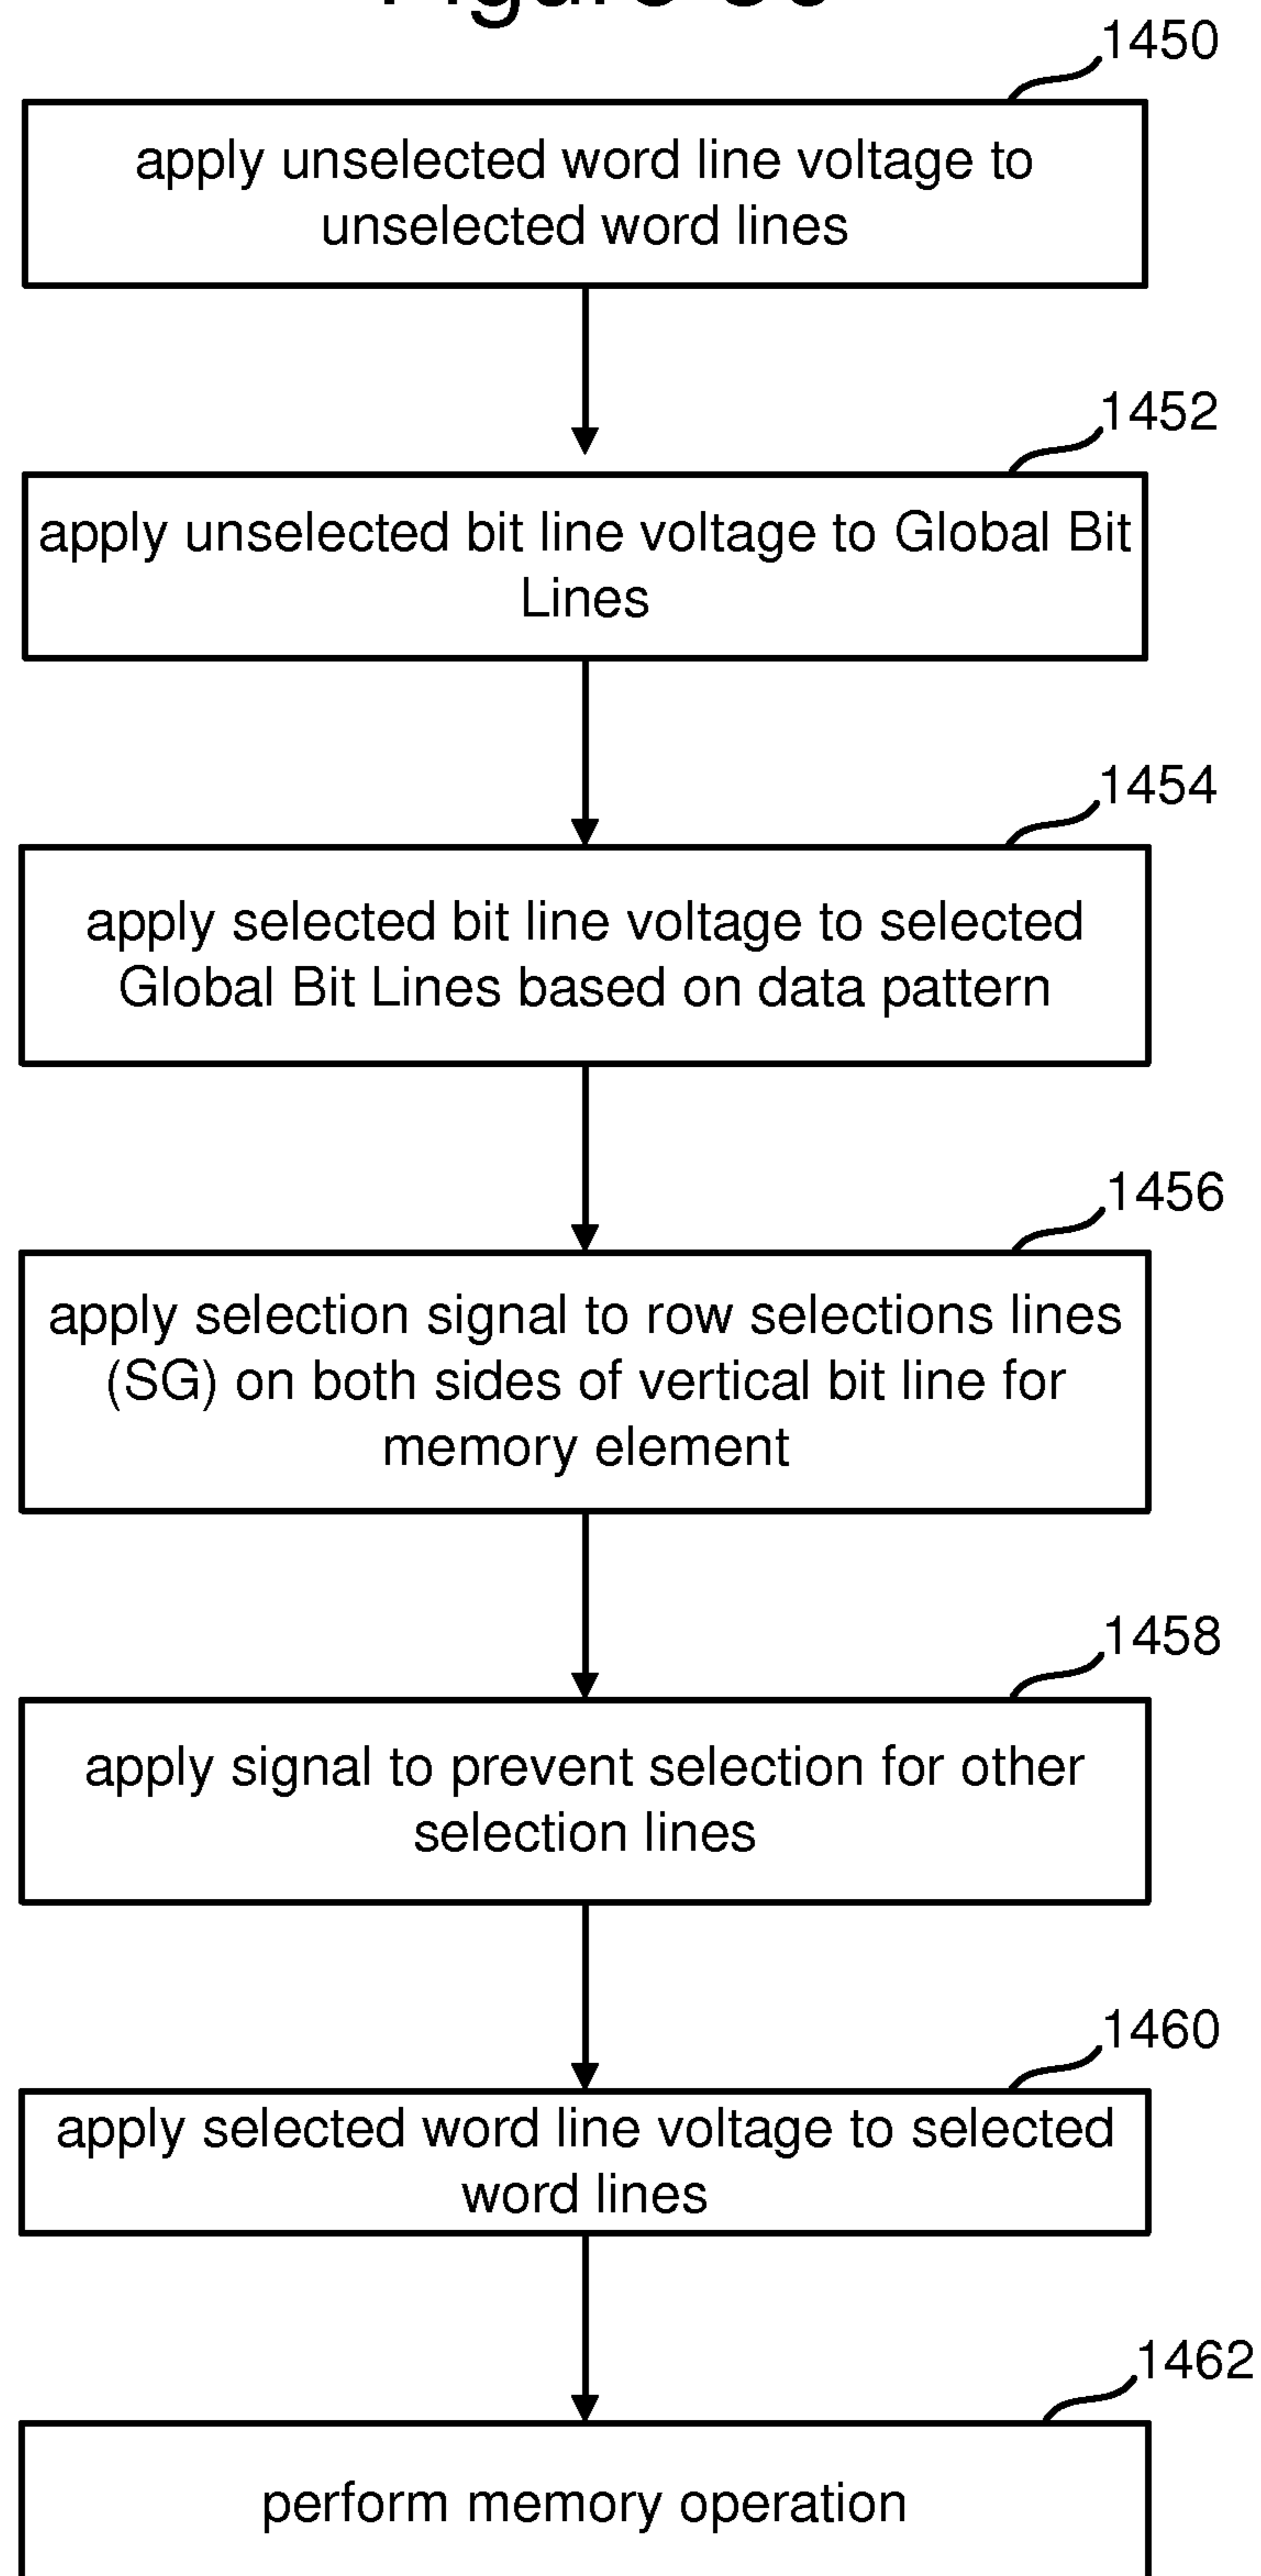 1450
apply unselected word line voltage to
unselected word lines
1452
apply unselected bit line voltage to Global Bit
Lines
1454
apply selected bit line voltage to selected
Global Bit Lines based on data pattern
1456
apply selection signal to row selections lines
(SG) on both sides of vertical bit line for
memory element
1458
apply signal to prevent selection for other
selection lines
1460
apply selected word line voltage to selected
word lines
1462
perform memory operation